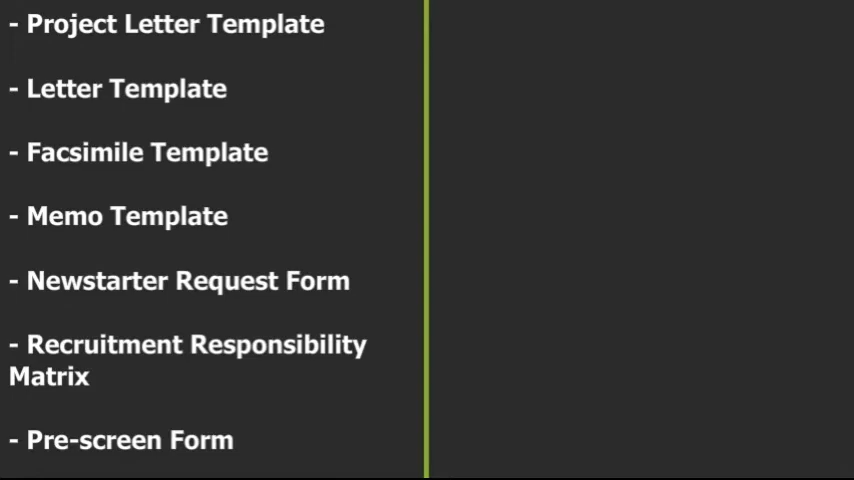 - Project Letter Template
- Letter Template
- Facsimile Template
- Memo Template
- Newstarter Request Form
- Recruitment Responsibility
Matrix
- Pre-screen Form